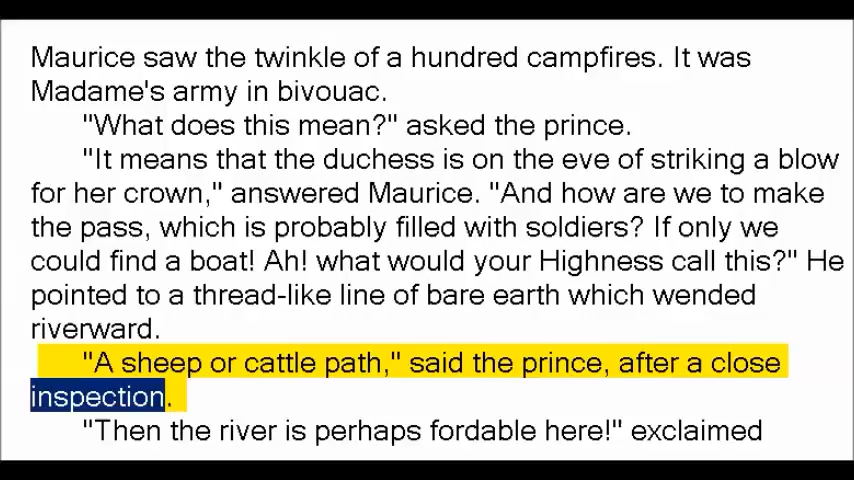 Maurice saw the twinkle of a hundred campfires. It was
Madame's army in bivouac.
"What does this mean?" asked the prince.
"It means that the duchess is on the eve of striking a blow
for her crown," answered Maurice. "And how are we to make
the pass, which is probably filled with soldiers? If only we
could find a boat! Ah! what would your Highness call this?" He
pointed to a thread-like line of bare earth which wended
riverward.
"A sheep or cattle path," said the prince, after a close
inspection.
"Then the river is perhaps fordable here!" exclaimed